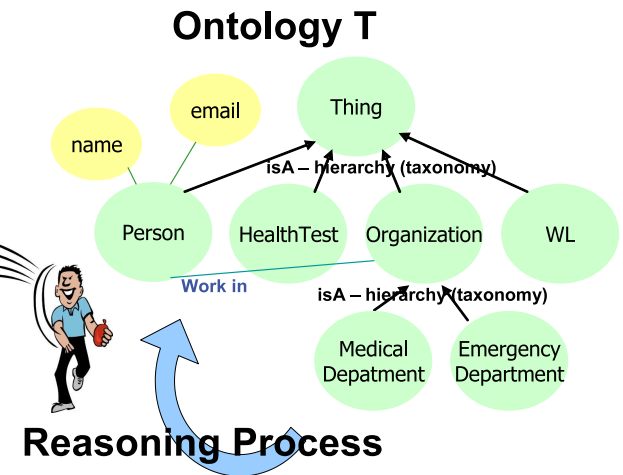 Ontology T
email
Thing
name
isA – hierarchy (taxonomy)
Person
HealthTest
Organization
WL
Work in
isA – hierarchy (taxonomy)
Medical
Depatment
Emergency
Department
Reasoning Process